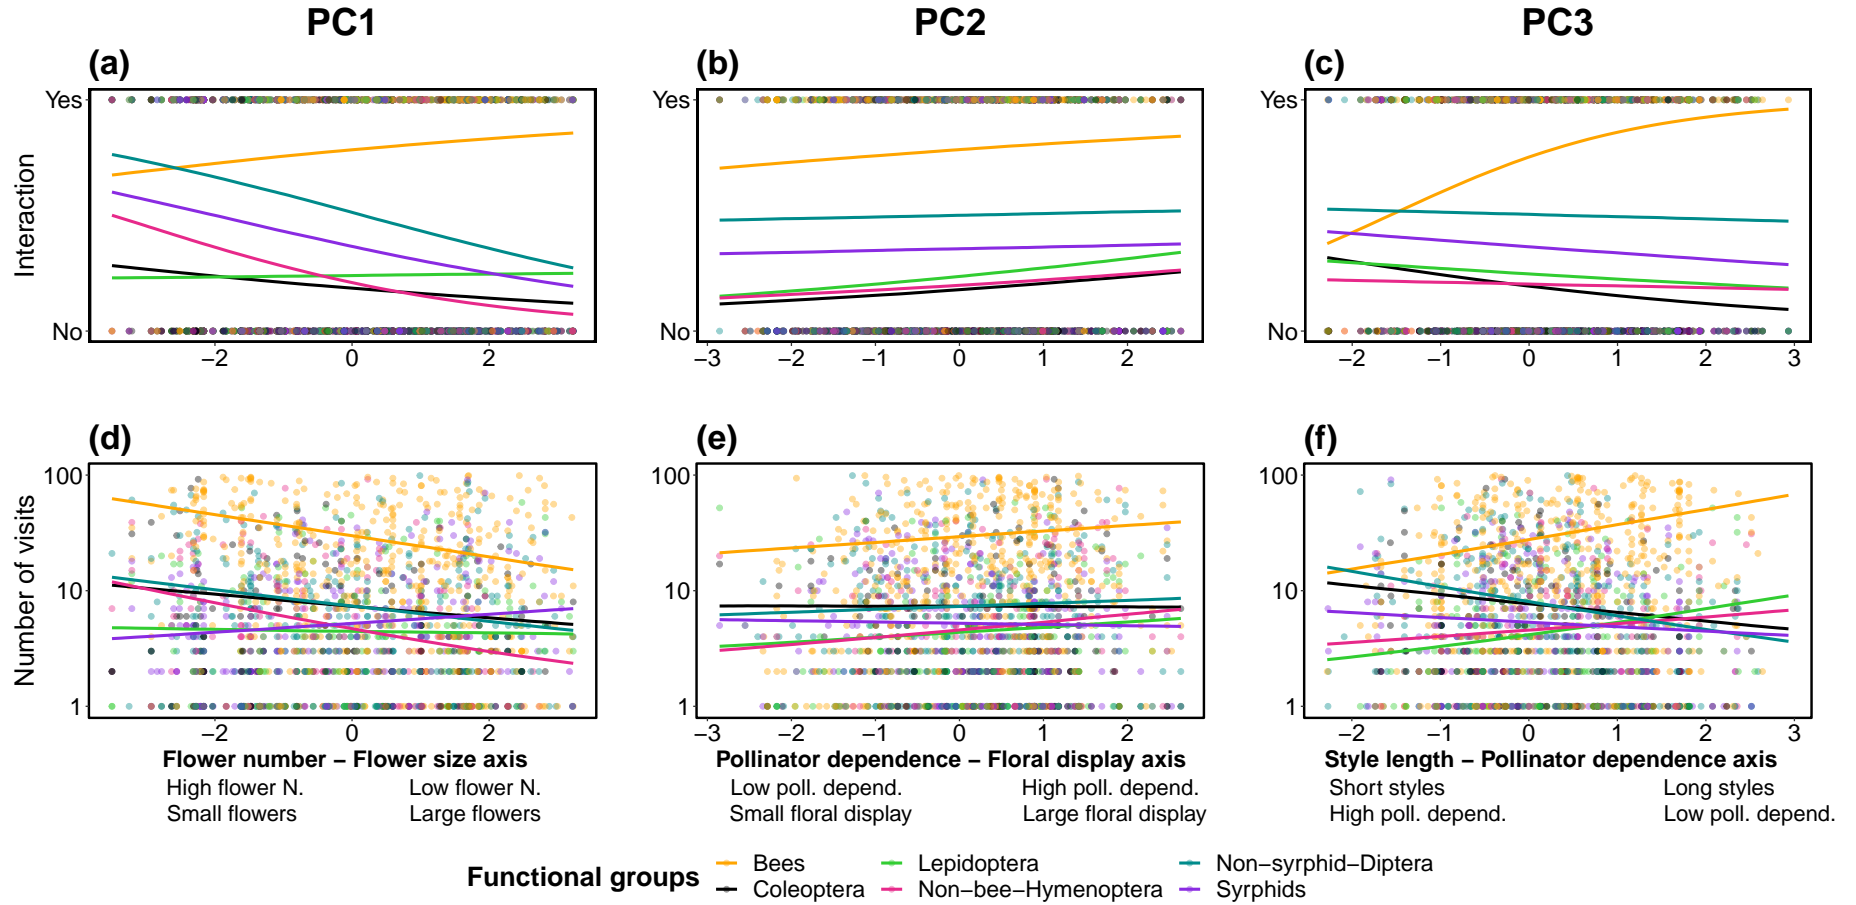 PC1 PC2 PC3
(a) (b) (c)
Interaction
Yes Yes Yes
No No No
−2 0 2
−3 −2 −1 0 1 2
−2 −1 0 1 2 3
(d) (e) (f)
Number of visits
100 100 100
10 10 10
1 1 1
−2 0 2
−3 −2 −1 0 1 2
−2 −1 0 1 2 3
Flower number − Flower size axis
High flower N. Low flower N.
Small flowers Large flowers
Pollinator dependence − Floral display axis
Low poll. depend. High poll. depend.
Small floral display Large floral display
Style length − Pollinator dependence axis
Short styles Long styles
High poll. depend. Low poll. depend.
Functional groups
Bees Lepidoptera Non−syrphid−Diptera
Coleoptera Non−bee−Hymenoptera Syrphids